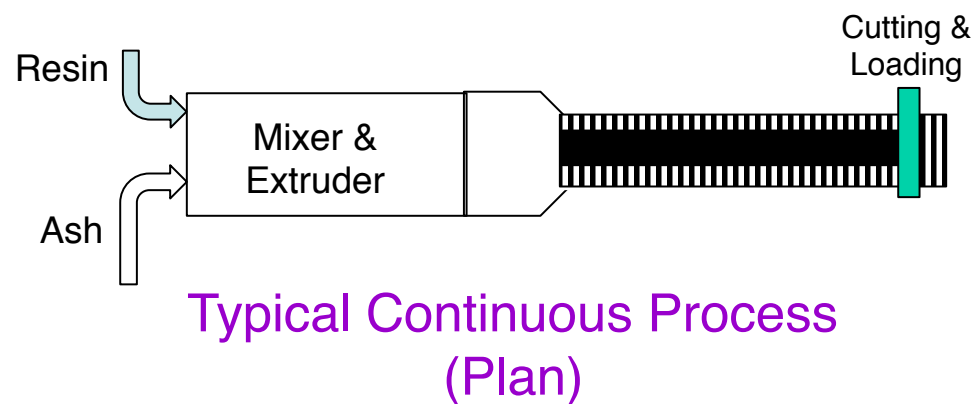 Cutting &
Loading
Resin
Mixer &
Extruder
Ash
Typical Continuous Process
(Plan)